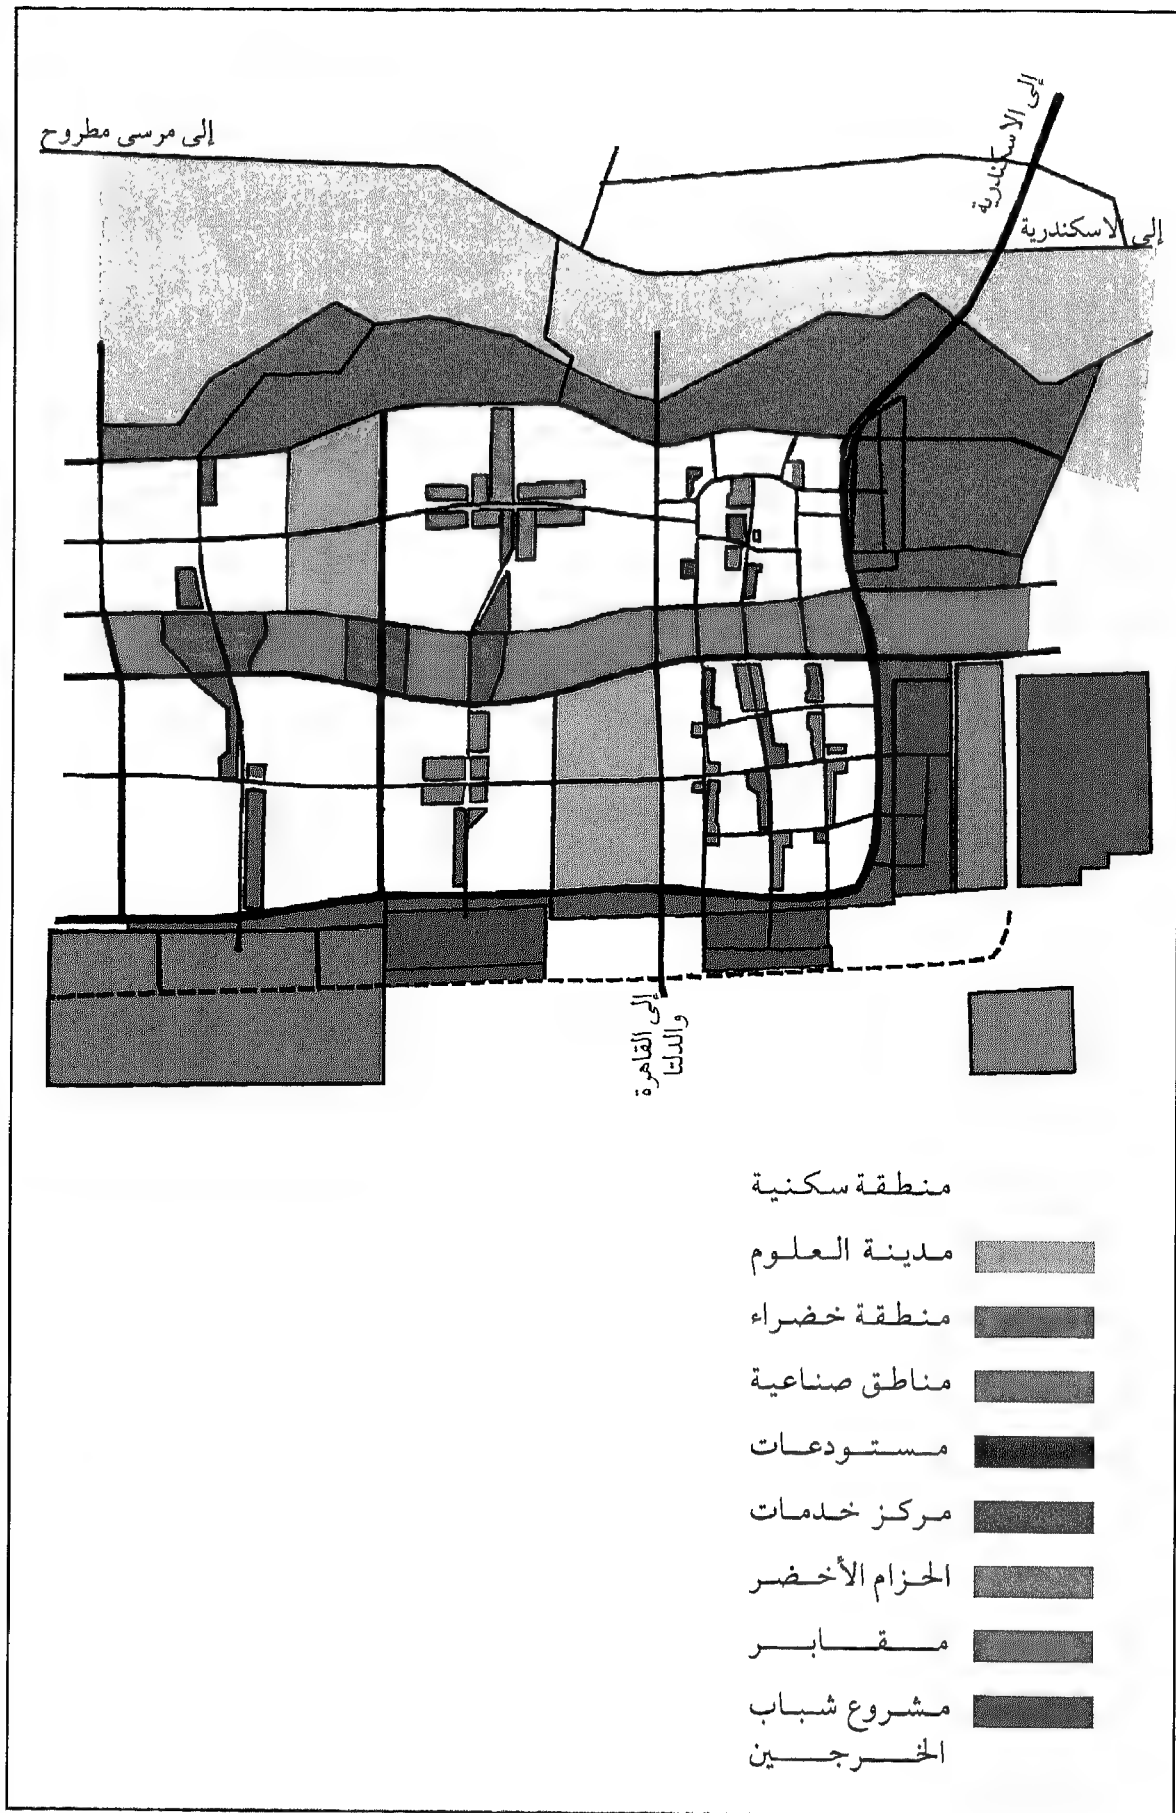 إلى مرسى مطروح
إلى الاسكندرية
إلى الاسكندرية
إلى القاهرة
والدلتا
منطقة سكنية
مدينة العلوم
منطقة خضراء
مناطق صناعية
مستودعات
مركز خدمات
الحزام الأخضر
مقابر
مشروع شباب
الخرجين